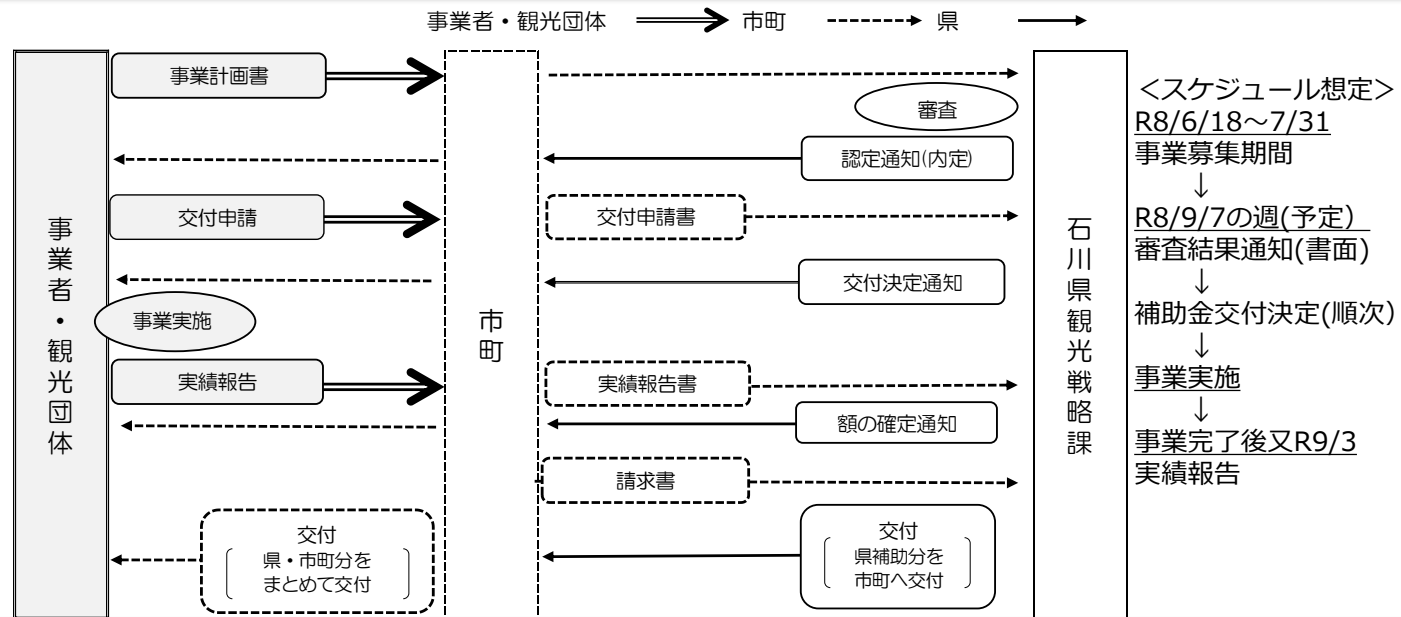 事業者・観光団体
市町
県
事業者・観光団体
市町
石川県観光戦略課
事業計画書
審査
認定通知(内定)
交付申請
交付申請書
交付決定通知
事業実施
実績報告
実績報告書
額の確定通知
請求書
交付
県・市町分を
まとめて交付
交付
県補助分を
市町へ交付
<スケジュール想定>
R8/6/18~7/31
事業募集期間
↓
R8/9/7の週(予定)
審査結果通知(書面)
↓
補助金交付決定(順次)
↓
事業実施
↓
事業完了後又R9/3
実績報告